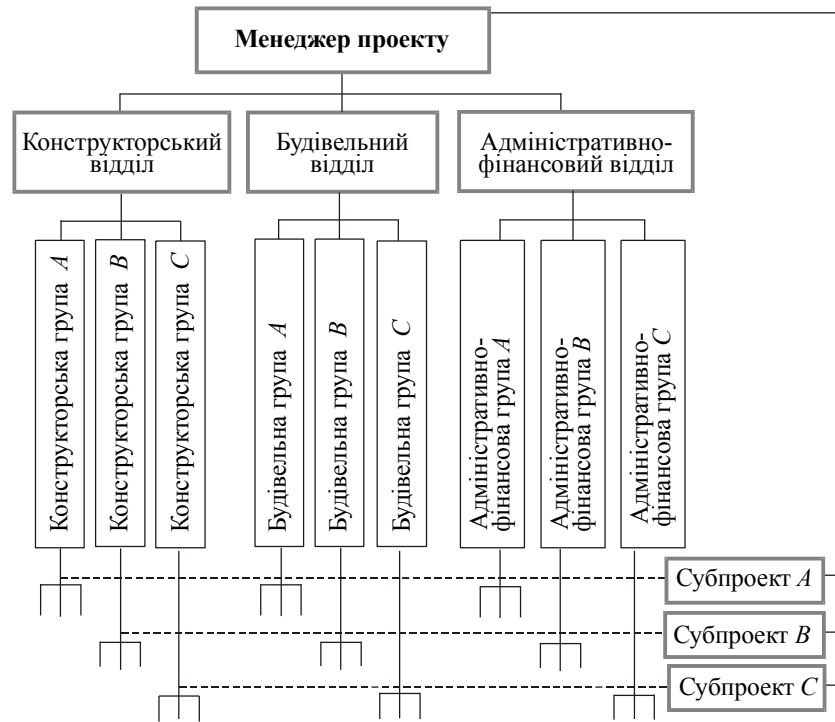 Менеджер проекту
Конструкторський
відділ
Будівельний
відділ
Адміністративно-
фінансовий відділ
Конструкторська група A
Конструкторська група B
Конструкторська група C
Будівельна група A
Будівельна група B
Будівельна група C
Адміністративно-
фінансова група A
Адміністративно-
фінансова група B
Адміністративно-
фінансова група C
Субпроект A
Субпроект B
Субпроект C